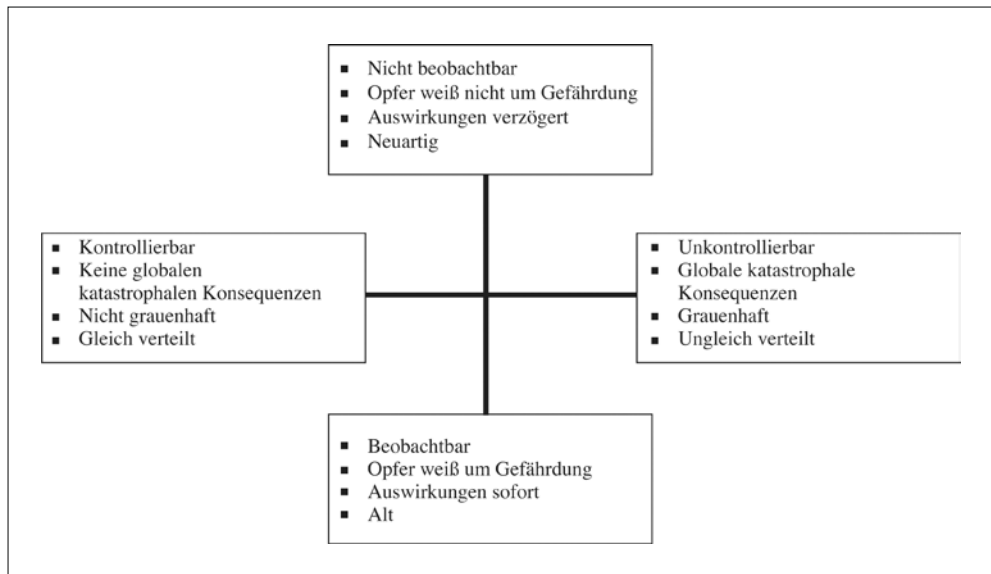 ▪ Nicht beobachtbar
▪ Opfer weiß nicht um Gefährdung
▪ Auswirkungen verzögert
▪ Neuartig
▪ Kontrollierbar
▪ Keine globalen
katastrophalen Konsequenzen
▪ Nicht grauenhaft
▪ Gleich verteilt
▪ Unkontrollierbar
▪ Globale katastrophale
Konsequenzen
▪ Grauenhaft
▪ Ungleich verteilt
▪ Beobachtbar
▪ Opfer weiß um Gefährdung
▪ Auswirkungen sofort
▪ Alt